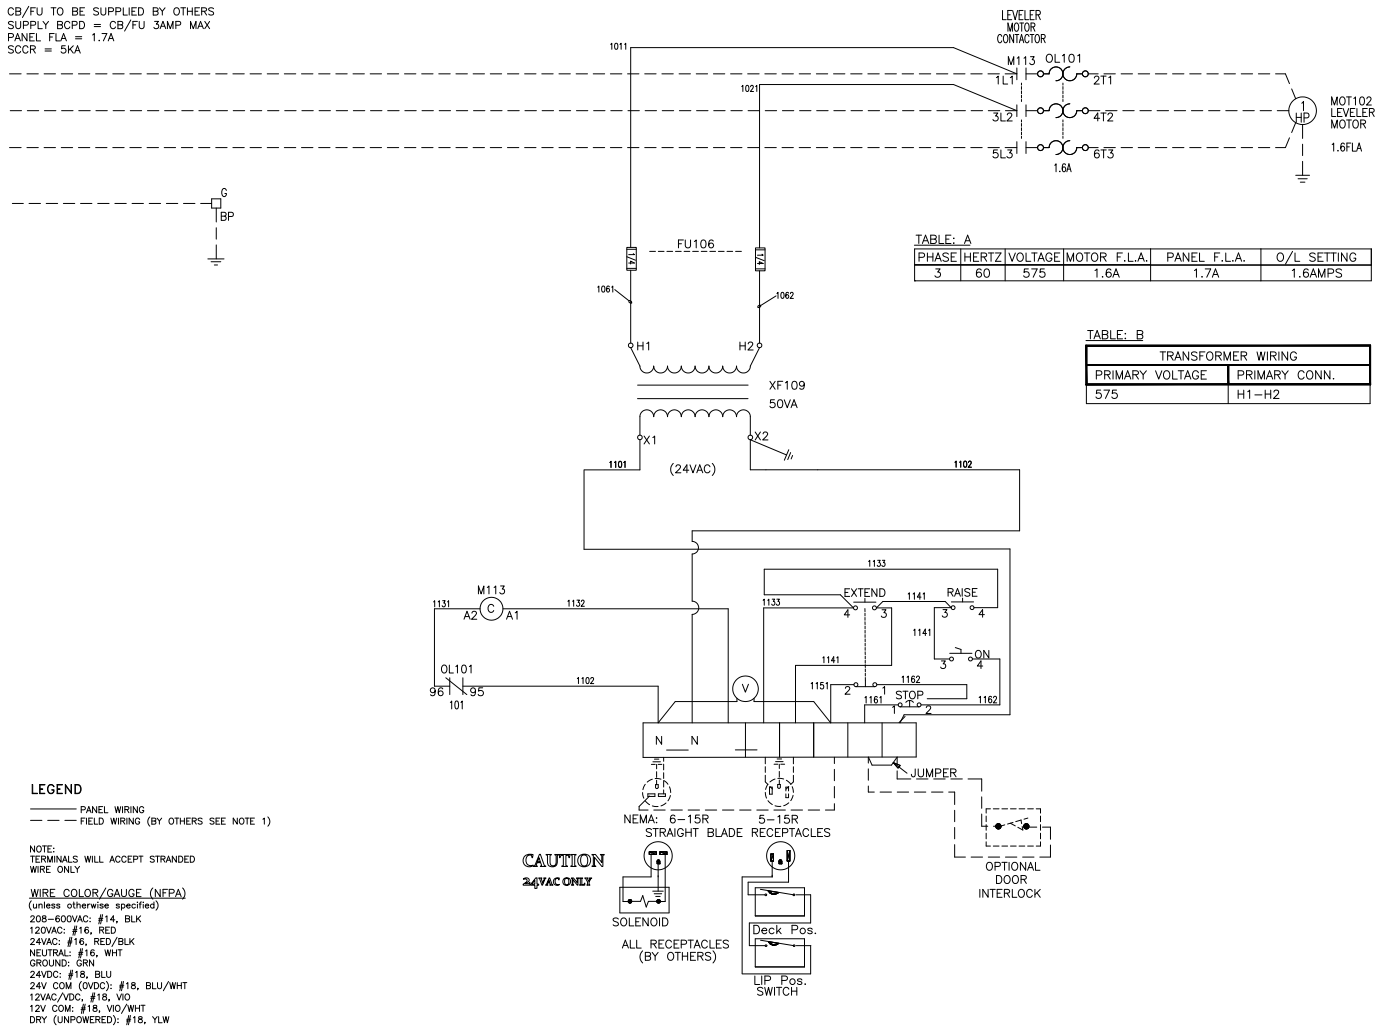 CB/FU TO BE SUPPLIED BY OTHERS
SUPPLY BCPD = CB/FU 3AMP MAX
PANEL FLA = 1.7A
SCCR = 5KA
LEVELER
MOTOR
CONTACTOR
1011
M113 OL101
1L1 2T1
1021
3L2 4T2
5L3 6T3
1.6A
1
HP
MOT102
LEVELER
MOTOR
1.6FLA
G
BP
FU106
1/4 1/4
1061 1062
H1 H2
XF109
50VA
X1 X2
1101 (24VAC) 1102
TABLE: A
PHASE HERTZ VOLTAGE MOTOR F.L.A. PANEL F.L.A. O/L SETTING
3 60 575 1.6A 1.7A 1.6AMPS
TABLE: B
TRANSFORMER WIRING
PRIMARY VOLTAGE PRIMARY CONN.
575 H1-H2
1133
M113
1131 C 1132
A2 A1
1133 EXTEND 1141 RAISE
4 3 3 4
1141
ON
3 4
1141
OL101
96 95
101
1102
V
1151 2 1 1162
1161 STOP 1162
1 2
N N
JUMPER
NEMA: 6-15R 5-15R
STRAIGHT BLADE RECEPTACLES
CAUTION
24VAC ONLY
SOLENOID
ALL RECEPTACLES
(BY OTHERS)
Deck Pos.
LIP Pos.
SWITCH
OPTIONAL
DOOR
INTERLOCK
LEGEND
PANEL WIRING
FIELD WIRING (BY OTHERS SEE NOTE 1)
NOTE:
TERMINALS WILL ACCEPT STRANDED
WIRE ONLY
WIRE COLOR/GAUGE (NFPA)
(unless otherwise specified)
208-600VAC: #14, BLK
120VAC: #16, RED
24VAC: #16, RED/BLK
NEUTRAL: #16, WHT
GROUND: GRN
24VDC: #18, BLU
24V COM (0VDC): #18, BLU/WHT
12VAC/VDC, #18, VIO
12V COM: #18, VIO/WHT
DRY (UNPOWERED): #18, YLW